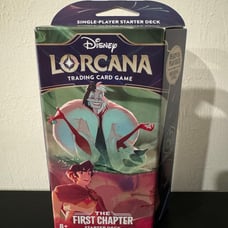 SINGLE-PLAYER STARTER DECK
Disney
LORCANA
TRADING CARD GAME
THE
FIRST CHAPTER
STARTER DECK
8+